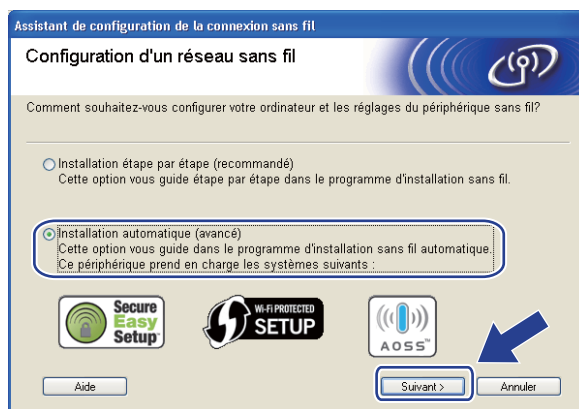 Assistant de configuration de la connexion sans fil
Configuration d'un réseau sans fil
Comment souhaitez-vous configurer votre ordinateur et les réglages du périphérique sans fil?
Installation étape par étape (recommandé)
Cette option vous guide étape par étape dans le programme d'installation sans fil.
Installation automatique (avancé)
Cette option vous guide dans le programme d'installation sans fil automatique.
Ce périphérique prend en charge les systèmes suivants :
Secure
Easy
Setup™
Wi-Fi PROTECTED
SETUP
AOSS™
Aide
Suivant >
Annuler